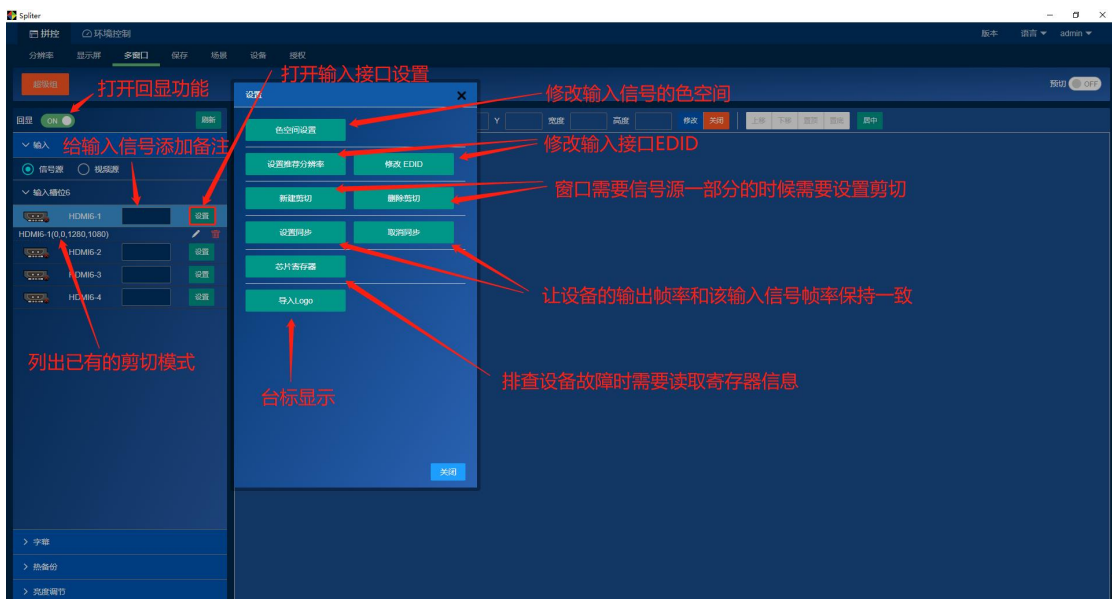 Spliter
拼控 环境控制 版本 语言 admin
分辨率 显示屏 多窗口 保存 场景 设备 授权
打开输入接口设置
超级组
打开回显功能
设置
修改输入信号的色空间
预切 OFF
回显 ON 刷新
色空间设置
Y 宽度 高度 修改 关闭 上移 下移 置顶 置底 居中
输入
给输入信号添加备注
修改输入接口EDID
信号源 视频源
设置推荐分辨率 修改 EDID
输入槽位6
窗口需要信号源一部分的时候需要设置剪切
新建剪切 删除剪切
HDMI6-1 设置
HDMI6-1(0,0,1280,1080)
设置同步 取消同步
HDMI6-2 设置
HDMI6-3 设置
芯片寄存器
HDMI6-4 设置
导入Logo
让设备的输出帧率和该输入信号帧率保持一致
列出已有的剪切模式
排查设备故障时需要读取寄存器信息
台标显示
关闭
字幕
热备份
亮度调节